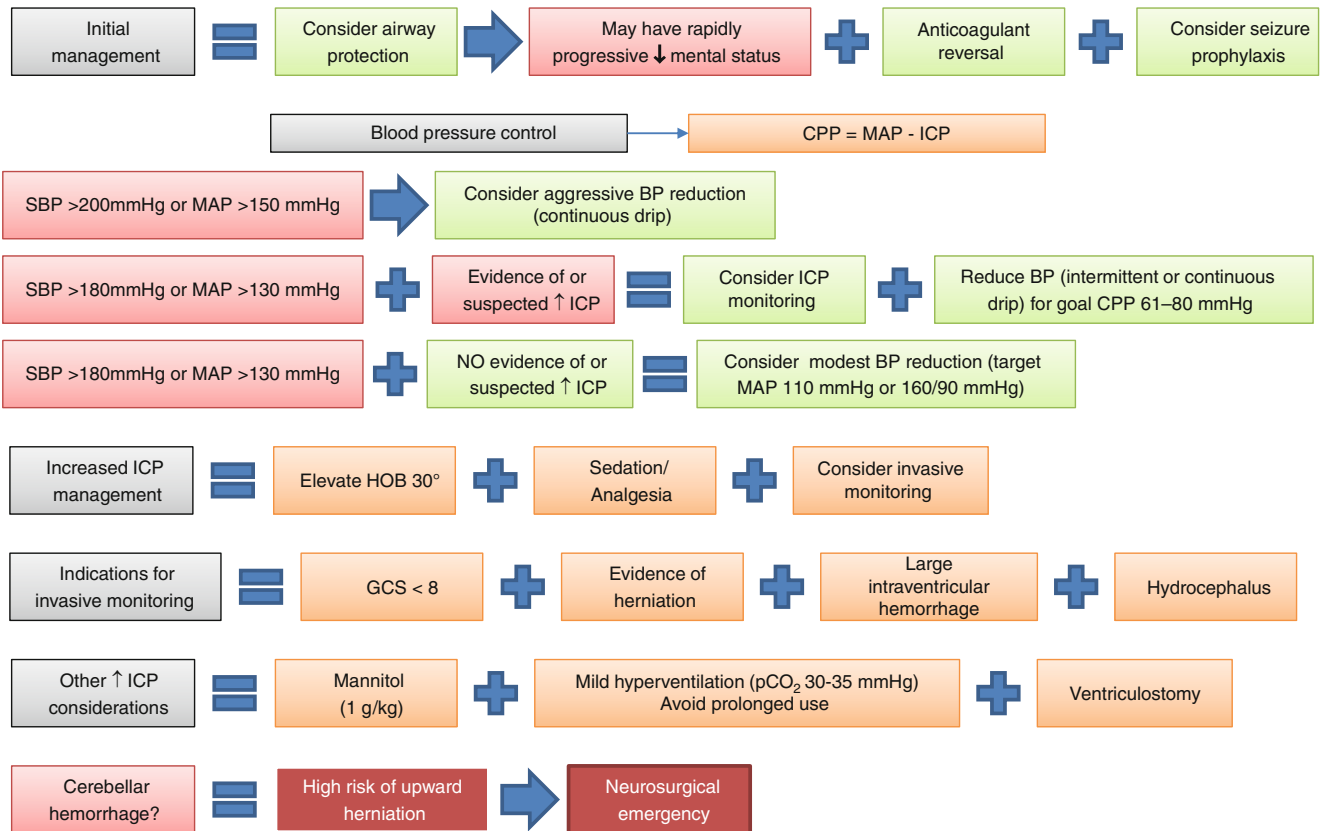 Initial
management
Consider airway
protection
May have rapidly
progressive ↓ mental status
Anticoagulant
reversal
Consider seizure
prophylaxis
Blood pressure control
CPP = MAP - ICP
SBP >200mmHg or MAP >150 mmHg
Consider aggressive BP reduction
(continuous drip)
SBP >180mmHg or MAP >130 mmHg
Evidence of or
suspected ↑ ICP
Consider ICP
monitoring
Reduce BP (intermittent or continuous
drip) for goal CPP 61–80 mmHg
SBP >180mmHg or MAP >130 mmHg
NO evidence of or
suspected ↑ ICP
Consider modest BP reduction (target
MAP 110 mmHg or 160/90 mmHg)
Increased ICP
management
Elevate HOB 30°
Sedation/
Analgesia
Consider invasive
monitoring
Indications for
invasive monitoring
GCS < 8
Evidence of
herniation
Large
intraventricular
hemorrhage
Hydrocephalus
Other ↑ ICP
considerations
Mannitol
(1 g/kg)
Mild hyperventilation (pCO₂ 30-35 mmHg)
Avoid prolonged use
Ventriculostomy
Cerebellar
hemorrhage?
High risk of upward
herniation
Neurosurgical
emergency